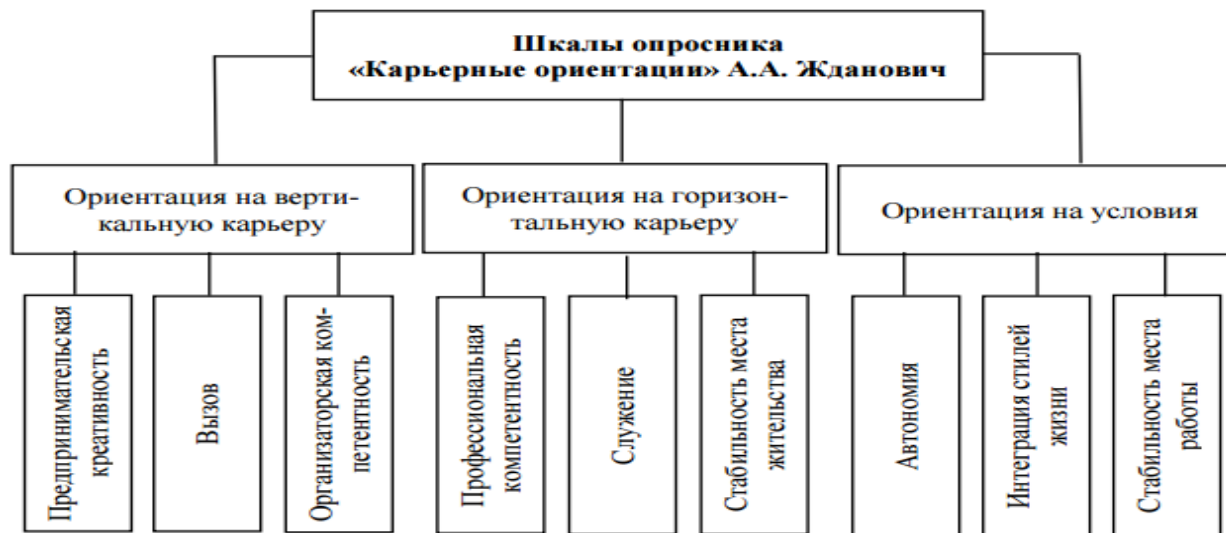 Шкалы опросника
«Карьерные ориентации» А.А. Жданович
Ориентация на верти-
кальную карьеру
Ориентация на горизон-
тальную карьеру
Ориентация на условия
Предпринимательская
креативность
Вызов
Организаторская ком-
петентность
Профессиональная
компетентность
Служение
Стабильность места
жительства
Автономия
Интеграция стилей
жизни
Стабильность места
работы